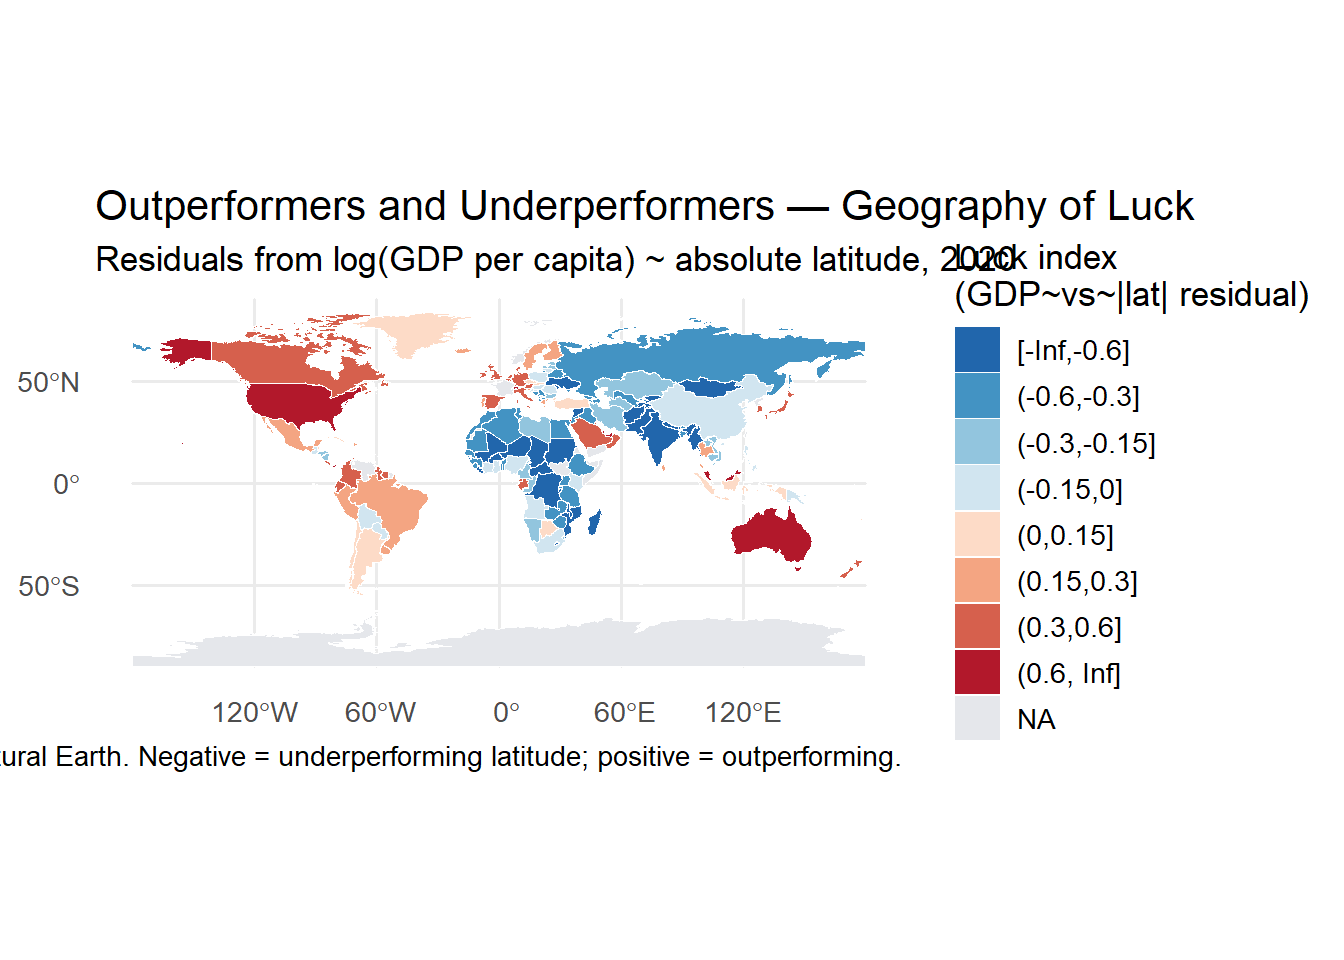 Outperformers and Underperformers — Geography of Luck
Residuals from log(GDP per capita) ~ absolute latitude, 2020
Luck index
(GDP~vs~|lat| residual)
[-Inf,-0.6]
(-0.6,-0.3]
(-0.3,-0.15]
(-0.15,0]
(0,0.15]
(0.15,0.3]
(0.3,0.6]
(0.6, Inf]
NA
50°N
0°
50°S
120°W 60°W 0° 60°E 120°E
tural Earth. Negative = underperforming latitude; positive = outperforming.